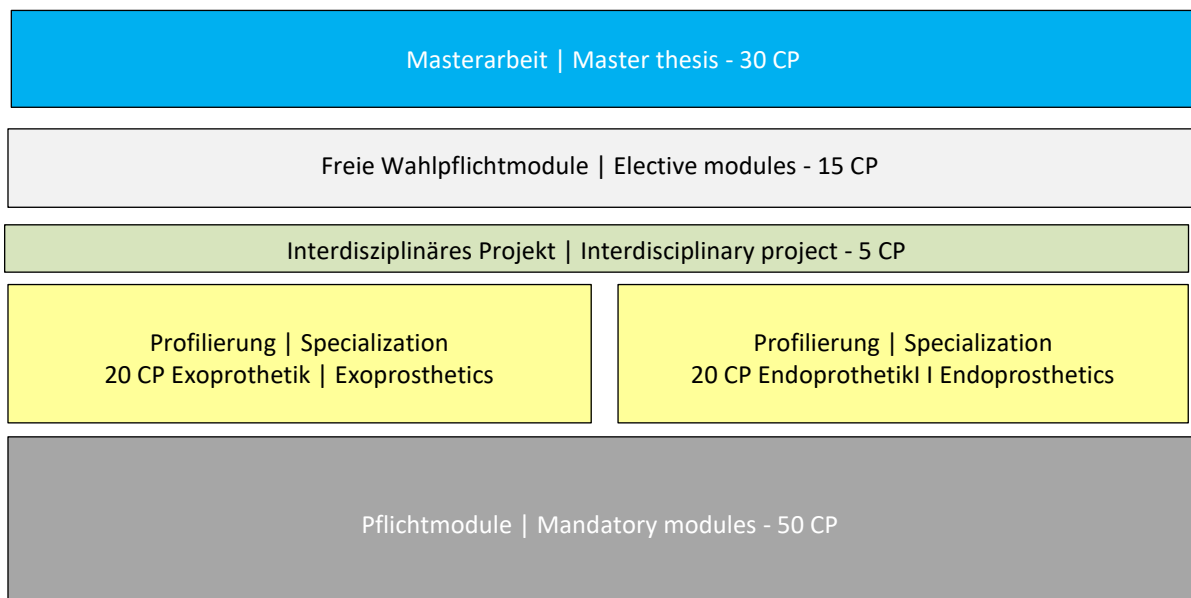 Masterarbeit | Master thesis - 30 CP
Freie Wahlpflichtmodule | Elective modules - 15 CP
Interdisziplinäres Projekt | Interdisciplinary project - 5 CP
Profilierung | Specialization
20 CP Exoprothetik | Exoprosthetics
Profilierung | Specialization
20 CP EndoprothetikI I Endoprosthetics
Pflichtmodule | Mandatory modules - 50 CP